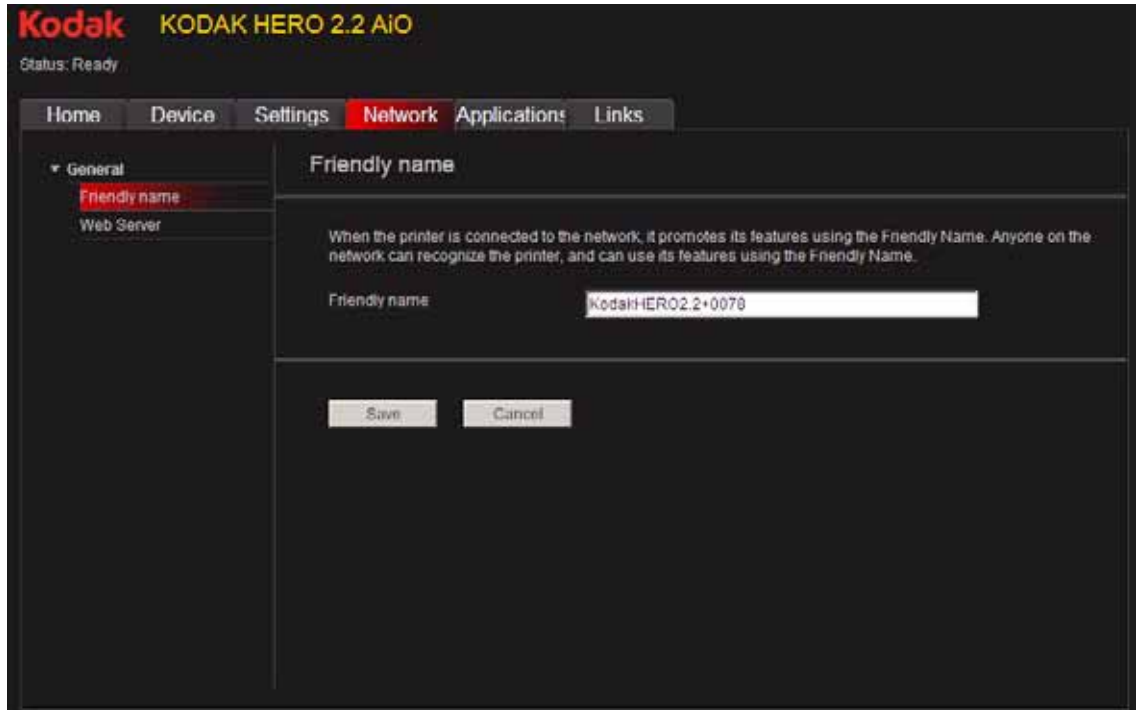 Kodak KODAK HERO 2.2 AiO
Status: Ready
Home Device Settings Network Applications Links
General
Friendly name
Web Server
Friendly name
When the printer is connected to the network, it promotes its features using the Friendly Name. Anyone on the
network can recognize the printer, and can use its features using the Friendly Name.
Friendly name KodakHERO2.2+0078
Save Cancel